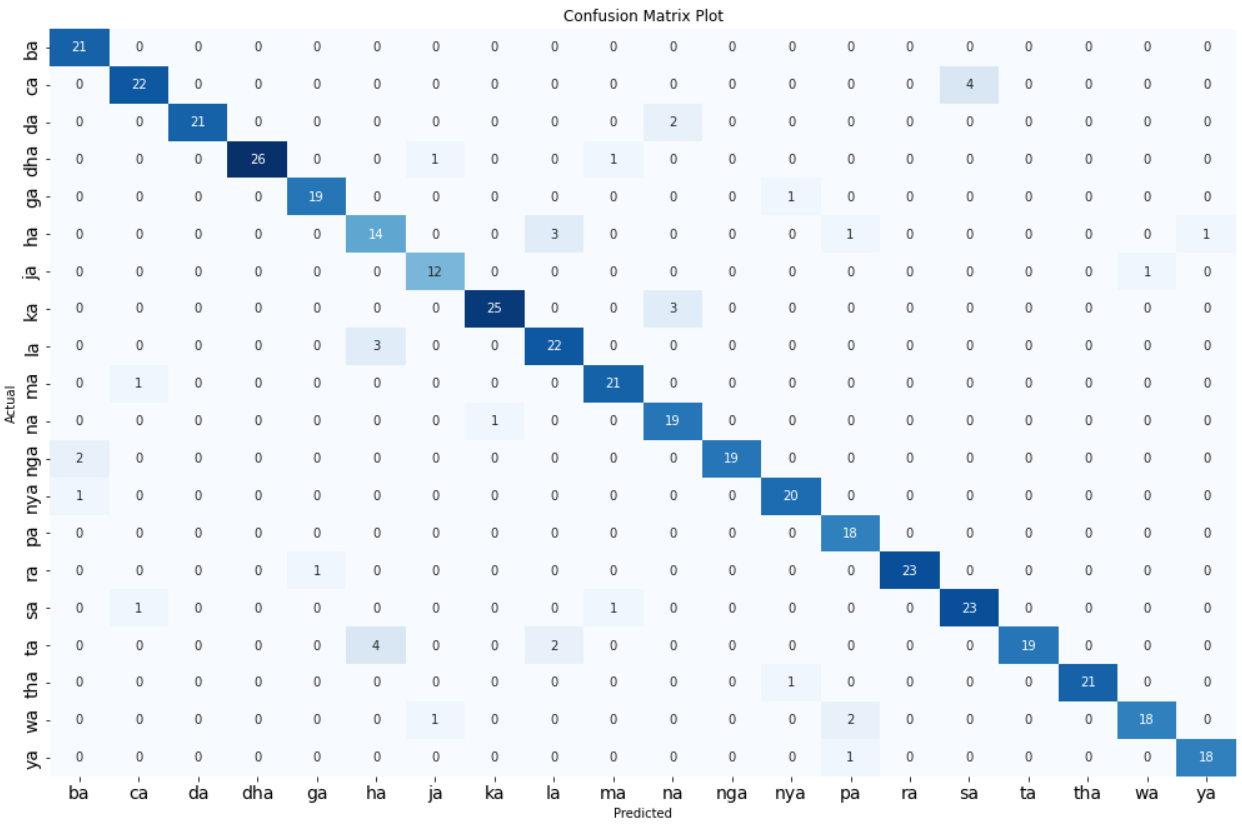 Confusion Matrix Plot
ba 21 0 0 0 0 0 0 0 0 0 0 0 0 0 0 0 0 0 0 0
ca 0 22 0 0 0 0 0 0 0 0 0 0 0 0 0 4 0 0 0 0
da 0 0 21 0 0 0 0 0 0 0 2 0 0 0 0 0 0 0 0 0
dha 0 0 0 26 0 0 1 0 0 1 0 0 0 0 0 0 0 0 0 0
ga 0 0 0 0 19 0 0 0 0 0 0 0 1 0 0 0 0 0 0 0
ha 0 0 0 0 0 14 0 0 3 0 0 0 0 1 0 0 0 0 0 1
ja 0 0 0 0 0 0 12 0 0 0 0 0 0 0 0 0 0 0 1 0
ka 0 0 0 0 0 0 0 25 0 0 3 0 0 0 0 0 0 0 0 0
la 0 0 0 0 0 3 0 0 22 0 0 0 0 0 0 0 0 0 0 0
ma 0 1 0 0 0 0 0 0 0 21 0 0 0 0 0 0 0 0 0 0
Actual
na 0 0 0 0 0 0 0 1 0 0 19 0 0 0 0 0 0 0 0 0
nga 2 0 0 0 0 0 0 0 0 0 0 19 0 0 0 0 0 0 0 0
nya 1 0 0 0 0 0 0 0 0 0 0 0 20 0 0 0 0 0 0 0
pa 0 0 0 0 0 0 0 0 0 0 0 0 0 18 0 0 0 0 0 0
ra 0 0 0 0 1 0 0 0 0 0 0 0 0 0 23 0 0 0 0 0
sa 0 1 0 0 0 0 0 0 0 1 0 0 0 0 0 23 0 0 0 0
ta 0 0 0 0 0 4 0 0 2 0 0 0 0 0 0 0 19 0 0 0
tha 0 0 0 0 0 0 0 0 0 0 0 0 1 0 0 0 0 21 0 0
wa 0 0 0 0 0 0 1 0 0 0 0 0 0 2 0 0 0 0 18 0
ya 0 0 0 0 0 0 0 0 0 0 0 0 0 1 0 0 0 0 0 18
ba ca da dha ga ha ja ka la ma na nga nya pa ra sa ta tha wa ya
Predicted